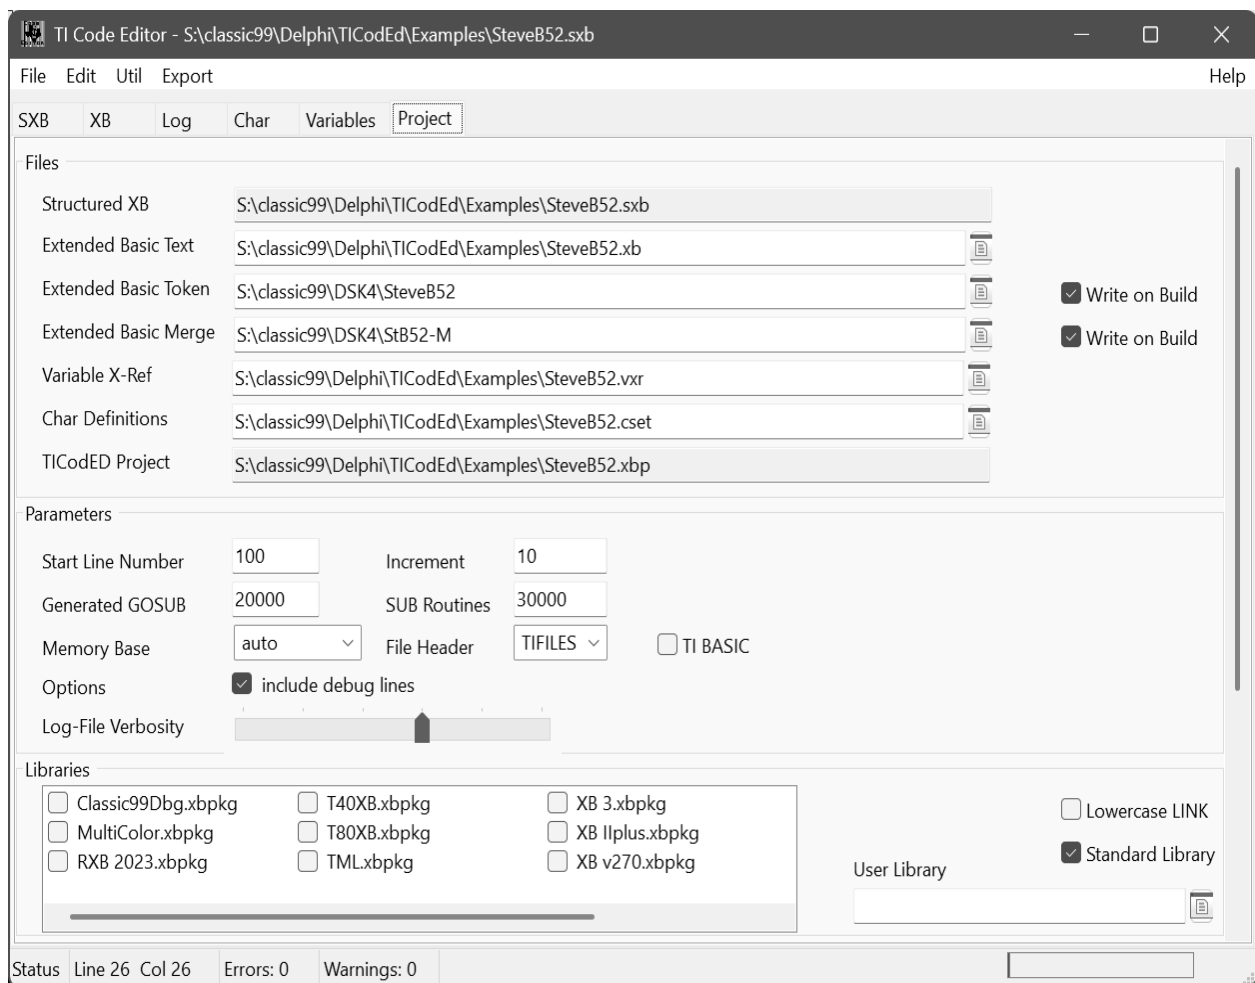 TI Code Editor - S:\classic99\Delphi\TICodEd\Examples\SteveB52.sxb
File Edit Util Export Help
SXB XB Log Char Variables Project
Files
Structured XB S:\classic99\Delphi\TICodEd\Examples\SteveB52.sxb
Extended Basic Text S:\classic99\Delphi\TICodEd\Examples\SteveB52.xb
Extended Basic Token S:\classic99\DSK4\SteveB52 Write on Build
Extended Basic Merge S:\classic99\DSK4\StB52-M Write on Build
Variable X-Ref S:\classic99\Delphi\TICodEd\Examples\SteveB52.vxr
Char Definitions S:\classic99\Delphi\TICodEd\Examples\SteveB52.cset
TICodED Project S:\classic99\Delphi\TICodEd\Examples\SteveB52.xbp
Parameters
Start Line Number 100 Increment 10
Generated GOSUB 20000 SUB Routines 30000
Memory Base auto File Header TIFILES TI BASIC
Options include debug lines
Log-File Verbosity
Libraries
Classic99Dbg.xbpkg T40XB.xbpkg XB 3.xbpkg Lowercase LINK
MultiColor.xbpkg T80XB.xbpkg XB IIplus.xbpkg
RXB 2023.xbpkg TML.xbpkg XB v270.xbpkg Standard Library
User Library
Status Line 26 Col 26 Errors: 0 Warnings: 0